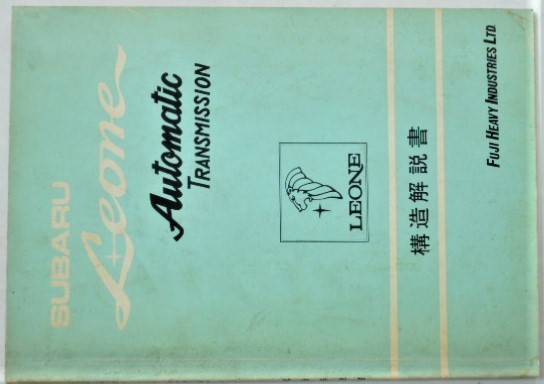 SUBARU
Leone
Automatic
TRANSMISSION
LEONE
構造解説書
FUJI HEAVY INDUSTRIES LTD.